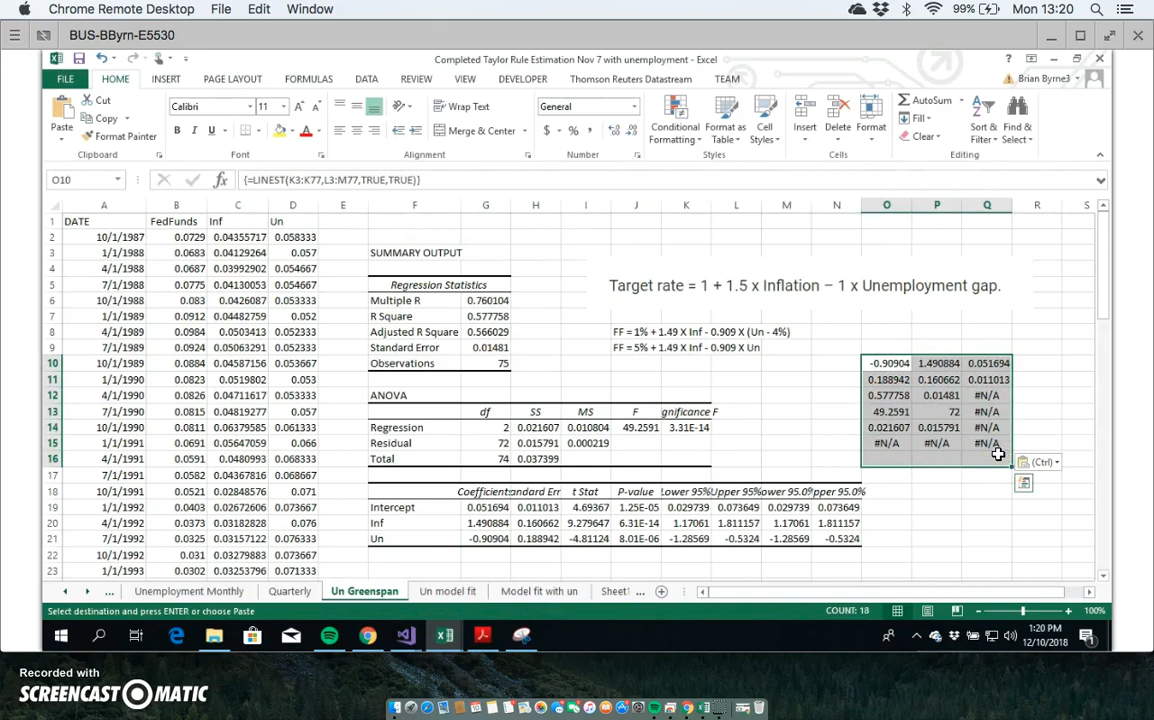 Chrome Remote Desktop File Edit Window 99% Mon 13:20
BUS-BByrn-E5530
Completed Taylor Rule Estimation Nov 7 with unemployment - Excel
FILE HOME INSERT PAGE LAYOUT FORMULAS DATA REVIEW VIEW DEVELOPER Thomson Reuters Datastream TEAM Brian Byrne3
Paste Cut Copy Format Painter Calibri 11 Wrap Text Merge & Center General Conditional Formatting Format as Table Cell Styles Insert Delete Format AutoSum Fill Clear Sort & Filter Find & Select
Clipboard Font Alignment Number Styles Cells Editing
O10 {=LINEST(K3:K77,L3:M77,TRUE,TRUE)}
A B C D E F G H I J K L M N O P Q R S
1 DATE FedFunds Inf Un
2 10/1/1987 0.0729 0.04355717 0.058333
3 1/1/1988 0.0683 0.04129264 0.057 SUMMARY OUTPUT
4 4/1/1988 0.0687 0.03992902 0.054667
5 7/1/1988 0.0775 0.04130053 0.054667 Regression Statistics Target rate = 1 + 1.5 x Inflation – 1 x Unemployment gap.
6 10/1/1988 0.083 0.0426087 0.053333 Multiple R 0.760104
7 1/1/1989 0.0912 0.04482759 0.052 R Square 0.577758
8 4/1/1989 0.0984 0.0503413 0.052333 Adjusted R Square 0.566029 FF = 1% + 1.49 X Inf - 0.909 X (Un - 4%)
9 7/1/1989 0.0924 0.05063291 0.052333 Standard Error 0.01481 FF = 5% + 1.49 X Inf - 0.909 X Un
10 10/1/1989 0.0884 0.04587156 0.053667 Observations 75 -0.90904 1.490884 0.051694
11 1/1/1990 0.0823 0.0519802 0.053 0.188942 0.160662 0.011013
12 4/1/1990 0.0826 0.04711617 0.053333 ANOVA 0.577758 0.01481 #N/A
13 7/1/1990 0.0815 0.04819277 0.057 df SS MS F ignificance F 49.2591 72 #N/A
14 10/1/1990 0.0811 0.06385979 0.061333 Regression 2 0.021607 0.010804 49.2591 3.31E-14 0.021607 0.015791 #N/A
15 1/1/1991 0.0691 0.05647059 0.066 Residual 72 0.015791 0.000219 #N/A #N/A #N/A
16 4/1/1991 0.0591 0.0480993 0.068333 Total 74 0.037399 (Ctrl)
17 7/1/1991 0.0582 0.04367816 0.068667
18 10/1/1991 0.0521 0.02848576 0.071 Coefficients andard Err t Stat P-value Lower 95% Upper 95% ower 95.0% pper 95.0%
19 1/1/1992 0.0403 0.02672606 0.073667 Intercept 0.051694 0.011013 4.69367 1.25E-05 0.029739 0.073649 0.029739 0.073649
20 4/1/1992 0.0373 0.03182828 0.076 Inf 1.490884 0.160662 9.279647 6.31E-14 1.17061 1.811157 1.17061 1.811157
21 7/1/1992 0.0325 0.03157122 0.076333 Un -0.90904 0.188942 -4.81124 8.01E-06 -1.28569 -0.5324 -1.28569 -0.5324
22 10/1/1992 0.031 0.03279883 0.073667
23 1/1/1993 0.0302 0.03253796 0.071333
... Unemployment Monthly Quarterly Un Greenspan Un model fit Model fit with un Sheet1 ...
Select destination and press ENTER or choose Paste COUNT: 18 100%
1:20 PM
12/10/2018
1
Recorded with
SCREENCAST-O-MATIC